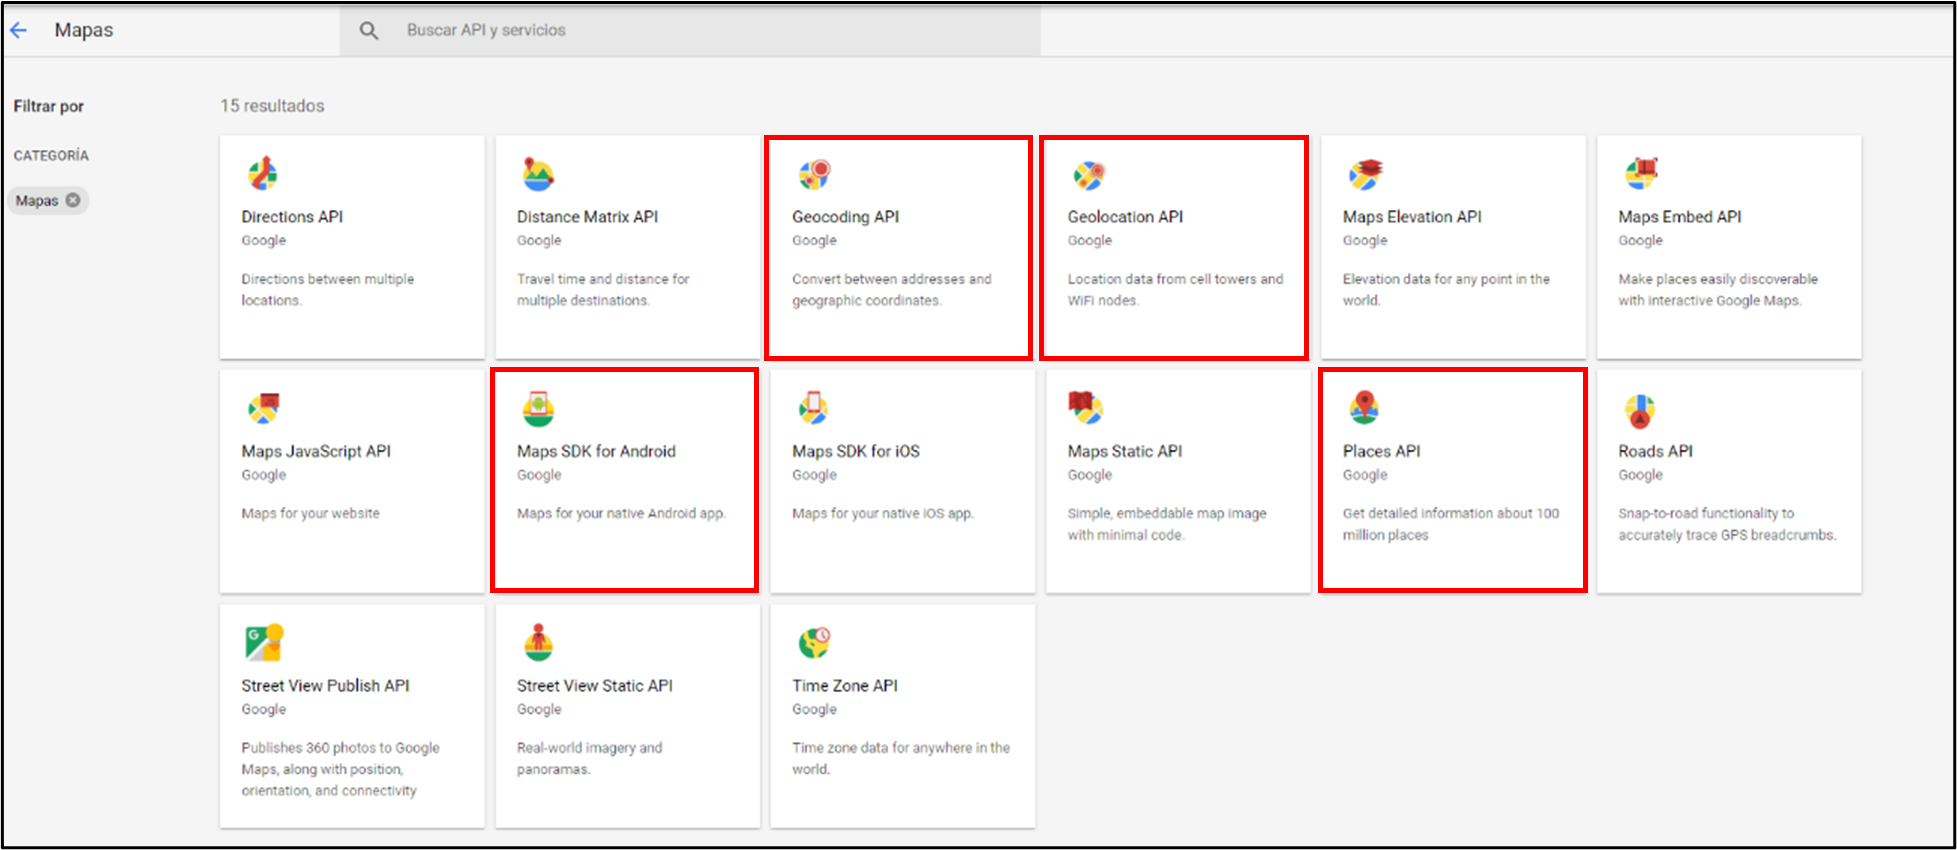 Mapas
Buscar API y servicios
Filtrar por
15 resultados
CATEGORÍA
Mapas
Directions API
Google
Directions between multiple
locations.
Distance Matrix API
Google
Travel time and distance for
multiple destinations.
Geocoding API
Google
Convert between addresses and
geographic coordinates.
Geolocation API
Google
Location data from cell towers and
WiFi nodes.
Maps Elevation API
Google
Elevation data for any point in the
world.
Maps Embed API
Google
Make places easily discoverable
with interactive Google Maps.
Maps JavaScript API
Google
Maps for your website
Maps SDK for Android
Google
Maps for your native Android app.
Maps SDK for iOS
Google
Maps for your native iOS app.
Maps Static API
Google
Simple, embeddable map image
with minimal code.
Places API
Google
Get detailed information about 100
million places
Roads API
Google
Snap-to-road functionality to
accurately trace GPS breadcrumbs.
G
Street View Publish API
Google
Publishes 360 photos to Google
Maps, along with position,
orientation, and connectivity
Street View Static API
Google
Real-world imagery and
panoramas.
Time Zone API
Google
Time zone data for anywhere in the
world.